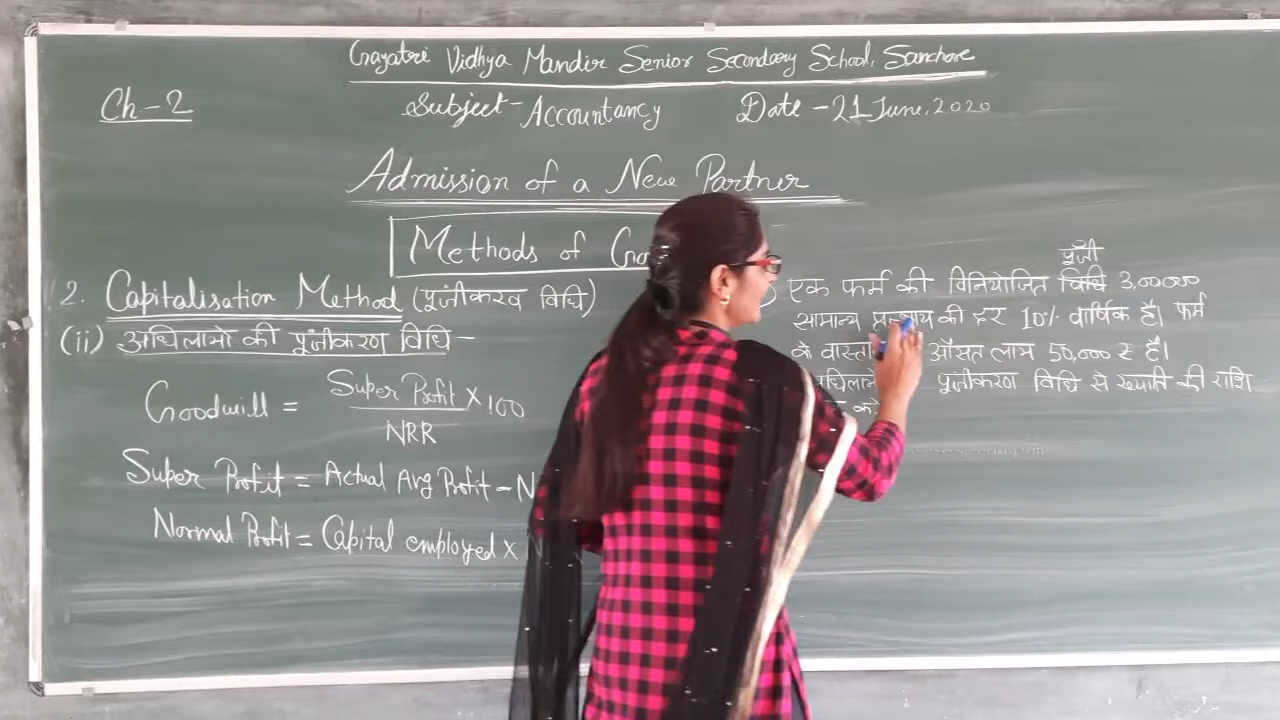 Gayatri Vidhya Mandir Senior Secondary School, Sanchore
Ch-2
Subject - Accountancy Date - 21 June, 2020
Admission of a New Partner
Methods of
2. Capitalisation Method (पूंजीकरण विधि)
(ii) अधिलाभो की पूंजीकरण विधि -
Goodwill = Super Profit × 100
NRR
Super Profit = Actual Avg Profit - N
Normal Profit = Capital employed × N
पूँजी
एक फर्म की विनियोजित विधि 3,00000
सामान्य की दर 10% वार्षिक है। फर्म
के औसत लाभ 50,000 ₹ है।
पूंजीकरण विधि से ख्याति की राशि